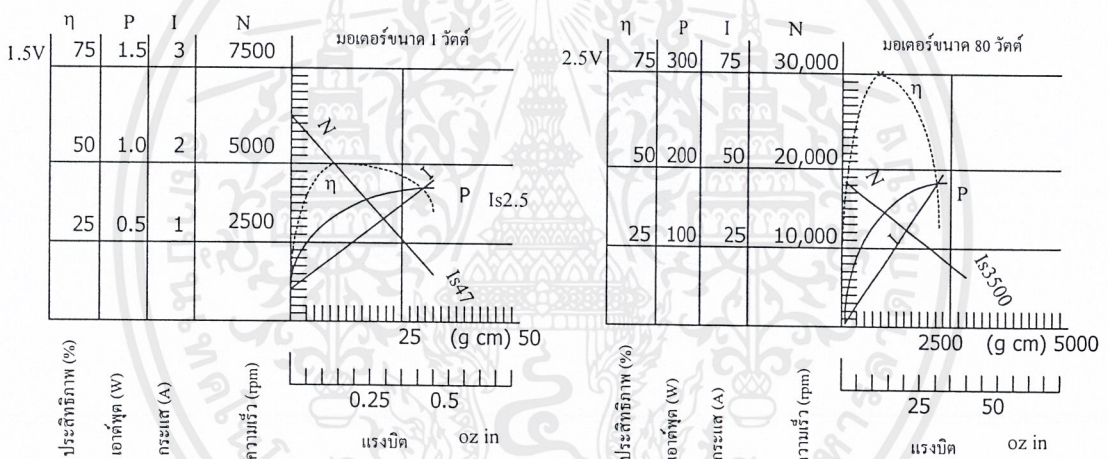 η P I N
1.5V 75 1.5 3 7500
มอเตอร์ขนาด 1 วัตต์
50 1.0 2 5000
25 0.5 1 2500
N
η
I
P
Is2.5
Is47
25 (g cm) 50
0.25 0.5
แรงบิต oz in
ประสิทธิภาพ (%)
เอาต์พุต (W)
กระแส (A)
ความเร็ว (rpm)
η P I N
2.5V 75 300 75 30,000
มอเตอร์ขนาด 80 วัตต์
50 200 50 20,000
25 100 25 10,000
η
N
P
I
Is3500
2500 (g cm) 5000
25 50
แรงบิต oz in
ประสิทธิภาพ (%)
เอาต์พุต (W)
กระแส (A)
ความเร็ว (rpm)